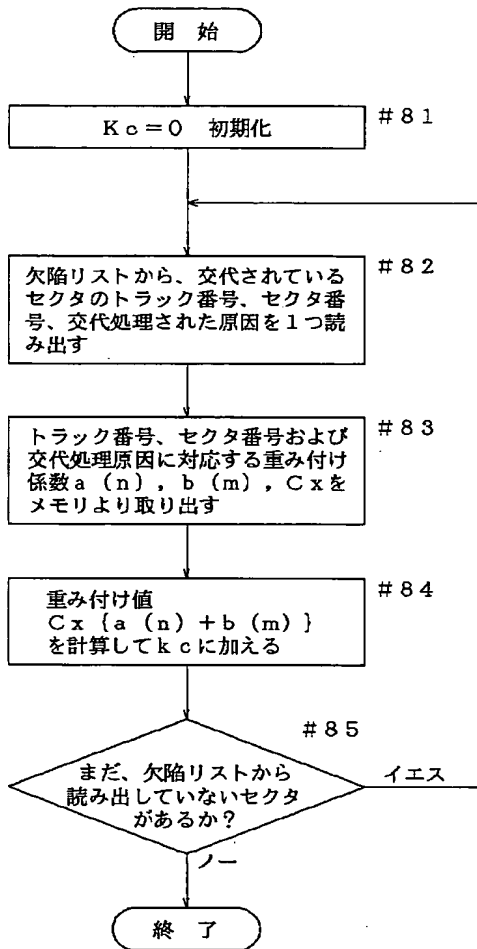 開 始
Kc=0 初期化
#81
欠陥リストから、交代されている
セクタのトラック番号、セクタ番
号、交代処理された原因を1つ読
み出す
#82
トラック番号、セクタ番号および
交代処理原因に対応する重み付け
係数a(n),b(m),Cxを
メモリより取り出す
#83
重み付け値
Cx{a(n)+b(m)}
を計算してkcに加える
#84
#85
まだ、欠陥リストから
読み出していないセクタ
があるか?
イエス
ノー
終 了